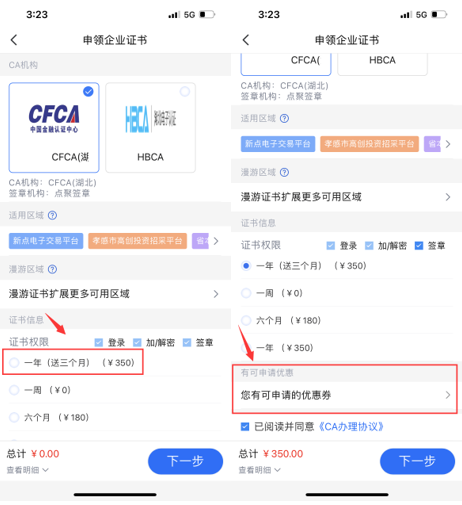 3:23
5G
申领企业证书
CA机构
CFCA
中国金融认证中心
CFCA(湖
HBCA
HBCA
CA机构： CFCA(湖北)
签章机构： 点聚签章
适用区域
新点电子交易平台
孝感市高创投资招采平台
省本
漫游区域
漫游证书扩展更多可用区域
证书信息
证书权限
登录
加/解密
签章
一年（送三个月） （¥350）
一周 （¥0）
六个月 （¥180）
总计 ¥0.00
查看明细
下一步
3:23
5G
申领企业证书
CFCA(
HBCA
CA机构： CFCA(湖北)
签章机构： 点聚签章
适用区域
新点电子交易平台
孝感市高创投资招采平台
省本
漫游区域
漫游证书扩展更多可用区域
证书信息
证书权限
登录
加/解密
签章
一年（送三个月） （¥350）
一周 （¥0）
六个月 （¥180）
一年 （¥350）
有可申请优惠
您有可申请的优惠券
已阅读并同意《CA办理协议》
总计 ¥350.00
查看明细
下一步